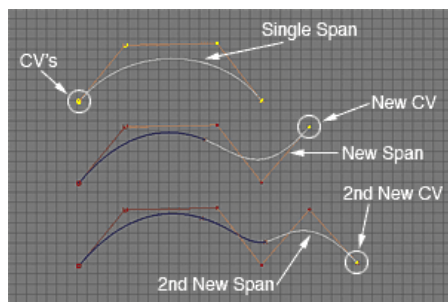 Single Span
CV's
New CV
New Span
2nd New CV
2nd New Span